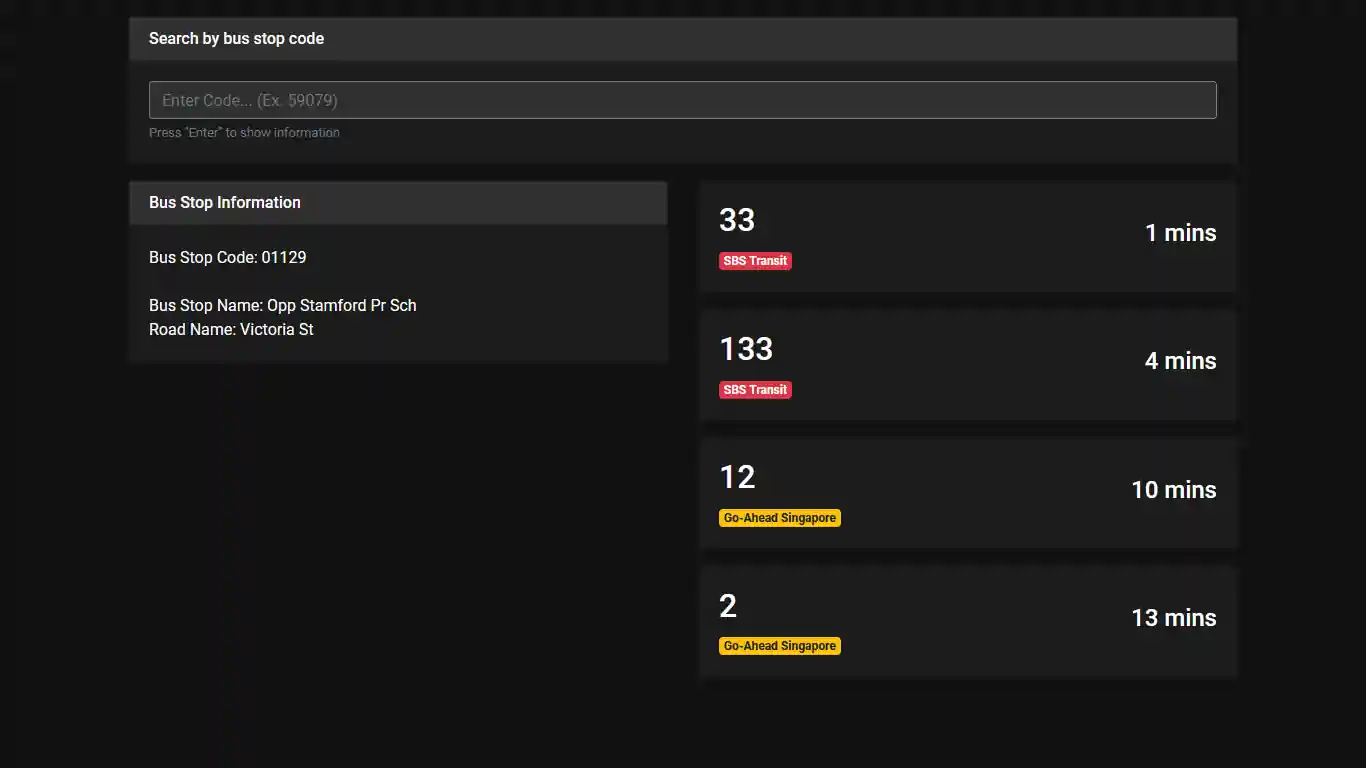 Search by bus stop code
Enter Code... (Ex. 59079)
Press "Enter" to show information
Bus Stop Information
Bus Stop Code: 01129
Bus Stop Name: Opp Stamford Pr Sch
Road Name: Victoria St
33
SBS Transit
1 mins
133
SBS Transit
4 mins
12
Go-Ahead Singapore
10 mins
2
Go-Ahead Singapore
13 mins